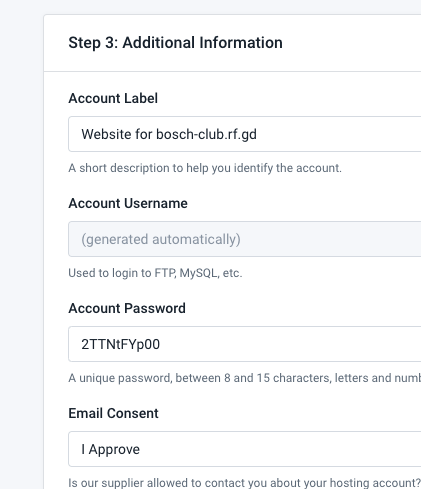 Step 3: Additional Information
Account Label
Website for bosch-club.rf.gd
A short description to help you identify the account.
Account Username
(generated automatically)
Used to login to FTP, MySQL, etc.
Account Password
2TTNtFYp00
A unique password, between 8 and 15 characters, letters and numb
Email Consent
I Approve
Is our supplier allowed to contact you about your hosting account?